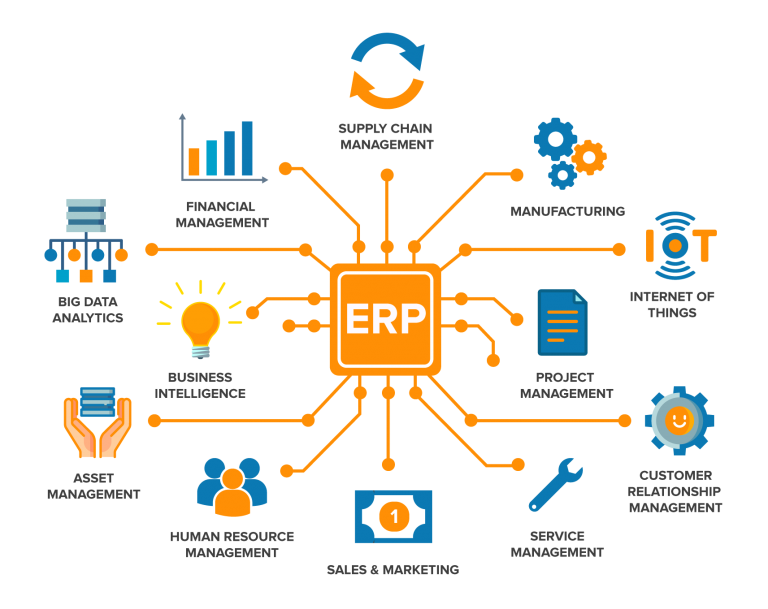 SUPPLY CHAIN
MANAGEMENT
FINANCIAL
MANAGEMENT
MANUFACTURING
BIG DATA
ANALYTICS
IOT
INTERNET OF
THINGS
ERP
BUSINESS
INTELLIGENCE
PROJECT
MANAGEMENT
ASSET
MANAGEMENT
CUSTOMER
RELATIONSHIP
MANAGEMENT
HUMAN RESOURCE
MANAGEMENT
1
SALES & MARKETING
SERVICE
MANAGEMENT